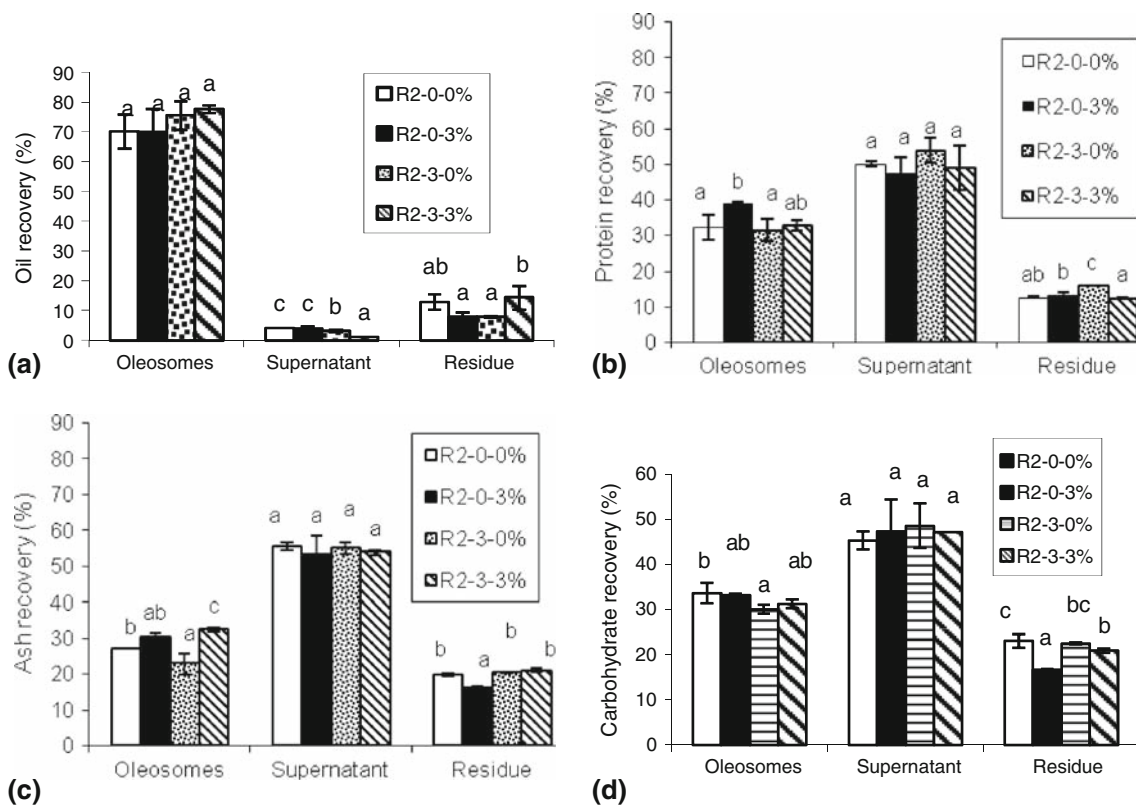 90
80
70
60
50
40
30
20
10
0
Oil recovery (%)
a a a a
c c b a
ab a a b
Oleosomes Supernatant Residue
R2-0-0%
R2-0-3%
R2-3-0%
R2-3-3%
(a)
90
80
70
60
50
40
30
20
10
0
Protein recovery (%)
a b a ab
a a a a
ab b c a
Oleosomes Supernatant Residue
R2-0-0%
R2-0-3%
R2-3-0%
R2-3-3%
(b)
90
80
70
60
50
40
30
20
10
0
Ash recovery (%)
b ab a c
a a a a
b a b b
Oleosomes Supernatant Residue
R2-0-0%
R2-0-3%
R2-3-0%
R2-3-3%
(c)
60
50
40
30
20
10
0
Carbohydrate recovery (%)
b ab a ab
a a a a
c a bc b
Oleosomes Supernatant Residue
R2-0-0%
R2-0-3%
R2-3-0%
R2-3-3%
(d)